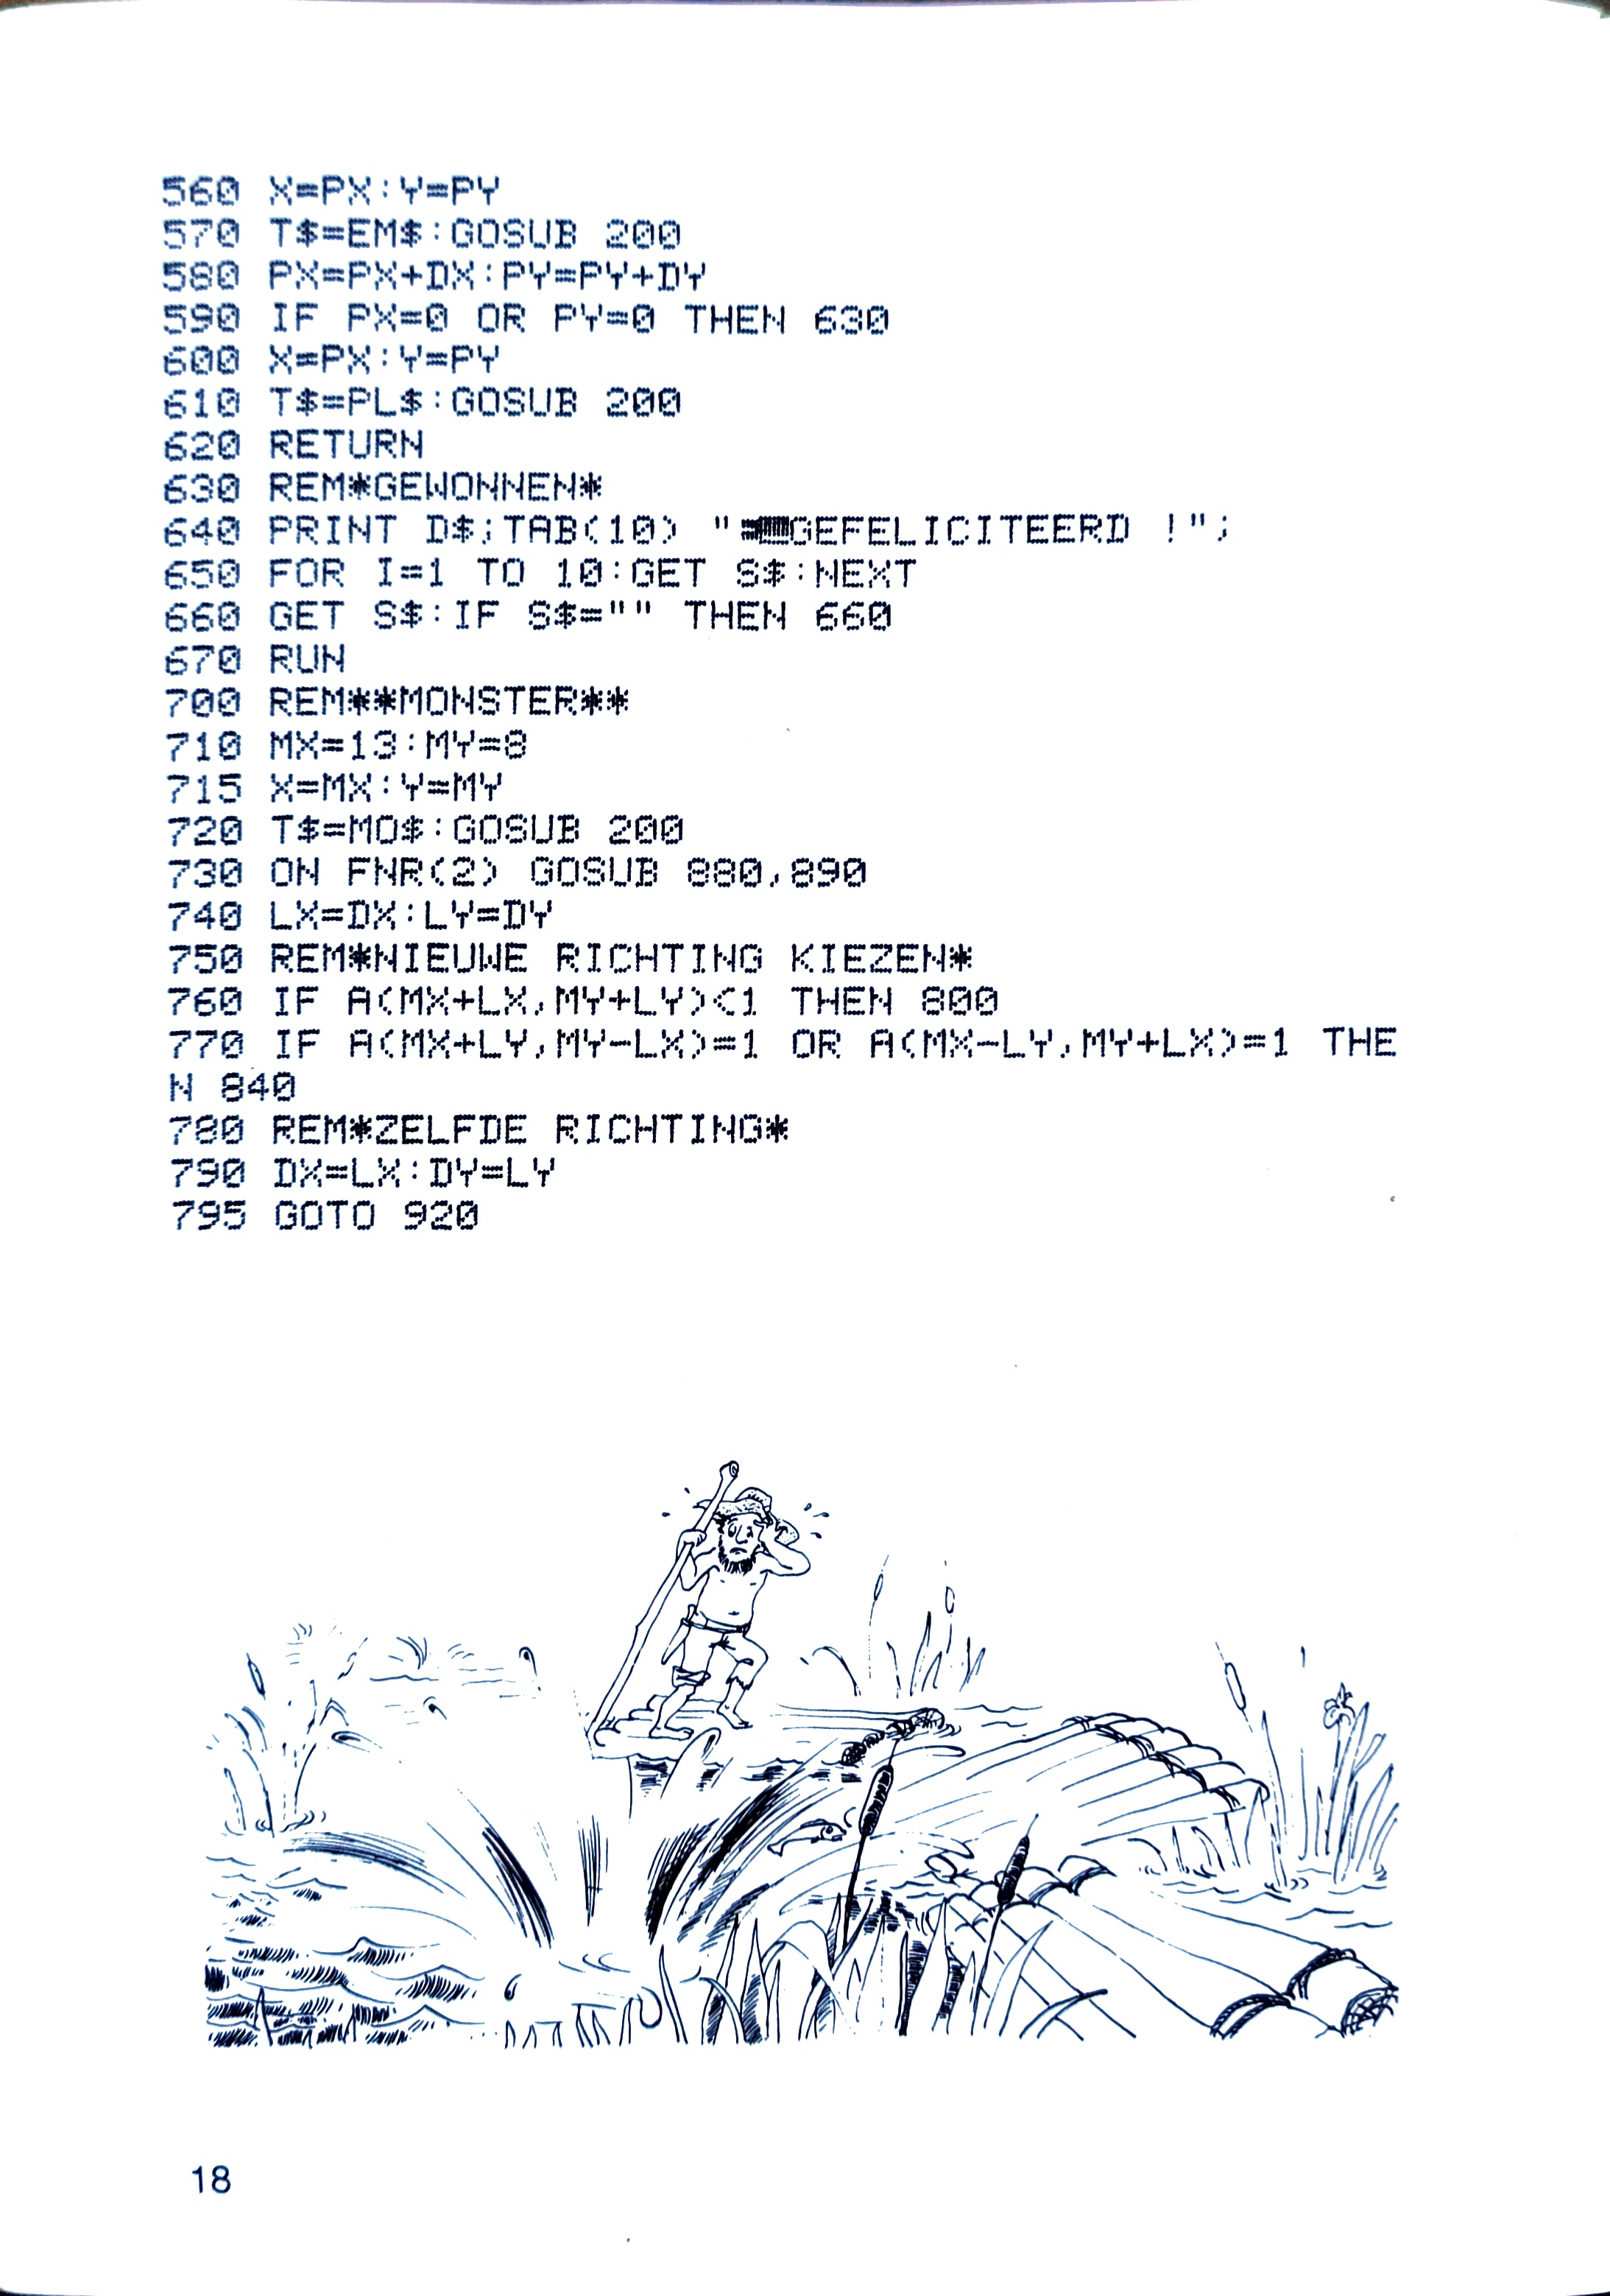 560 X=PX:Y=PY
570 T$=EM$:GOSUB 200
580 PX=PX+DX:PY=PY+DY
590 IF PX=0 OR PY=0 THEN 630
600 X=PX:Y=PY
610 T$=PL$:GOSUB 200
620 RETURN
630 REM*GEWONNEN*
640 PRINT D$;TAB(10) "GEFELICITEERD !";
650 FOR I=1 TO 10:GET S$:NEXT
660 GET S$:IF S$="" THEN 660
670 RUN
700 REM**MONSTER**
710 MX=13:MY=8
715 X=MX:Y=MY
720 T$=MO$:GOSUB 200
730 ON FNR(2) GOSUB 880,890
740 LX=DX:LY=DY
750 REM*NIEUWE RICHTING KIEZEN*
760 IF A(MX+LX,MY+LY)<1 THEN 800
770 IF A(MX+LY,MY-LX)=1 OR A(MX-LY,MY+LX)=1 THE
N 840
780 REM*ZELFDE RICHTING*
790 DX=LX:DY=LY
795 GOTO 920
18